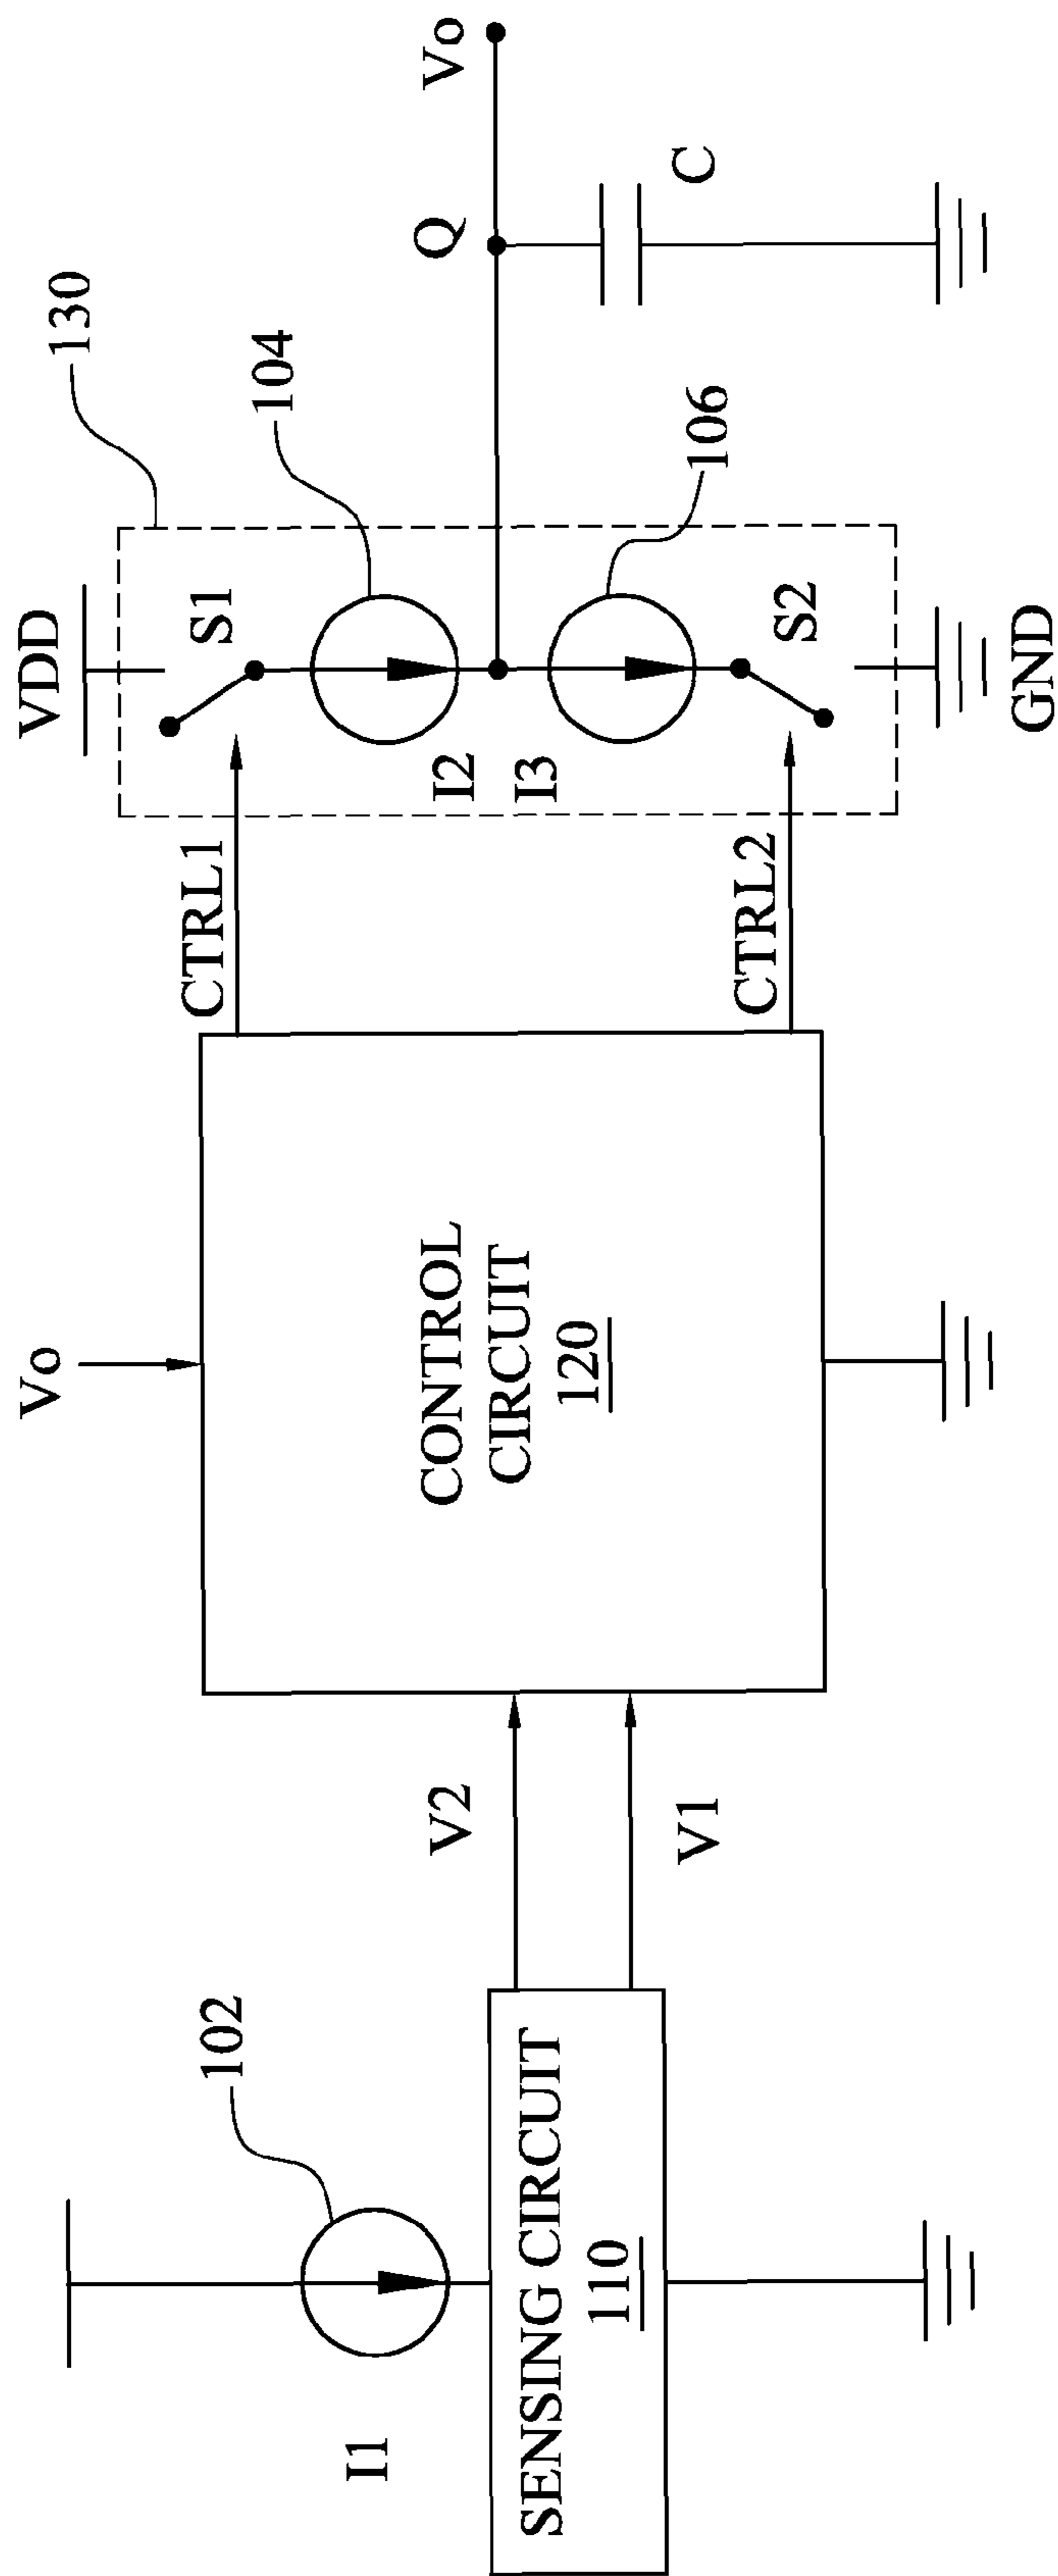 I1
102
SENSING CIRCUIT
110
V2
V1
Vo
CONTROL
CIRCUIT
120
CTRL1
CTRL2
VDD
130
S1
104
I2
I3
106
S2
GND
Q
Vo
C